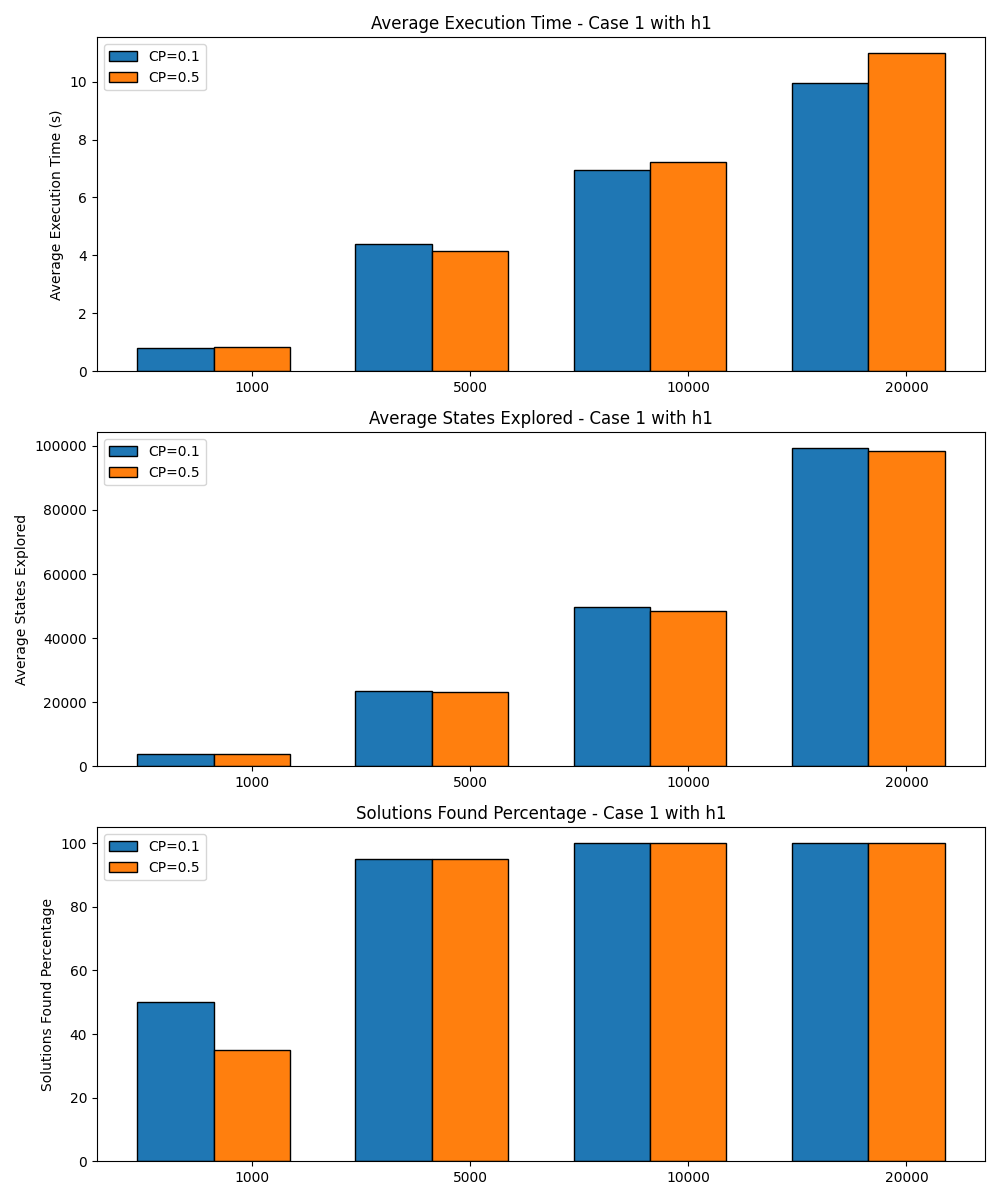 Average Execution Time - Case 1 with h1
CP=0.1
CP=0.5
Average Execution Time (s)
10
8
6
4
2
0
1000 5000 10000 20000
Average States Explored - Case 1 with h1
CP=0.1
CP=0.5
Average States Explored
100000
80000
60000
40000
20000
0
1000 5000 10000 20000
Solutions Found Percentage - Case 1 with h1
CP=0.1
CP=0.5
Solutions Found Percentage
100
80
60
40
20
0
1000 5000 10000 20000